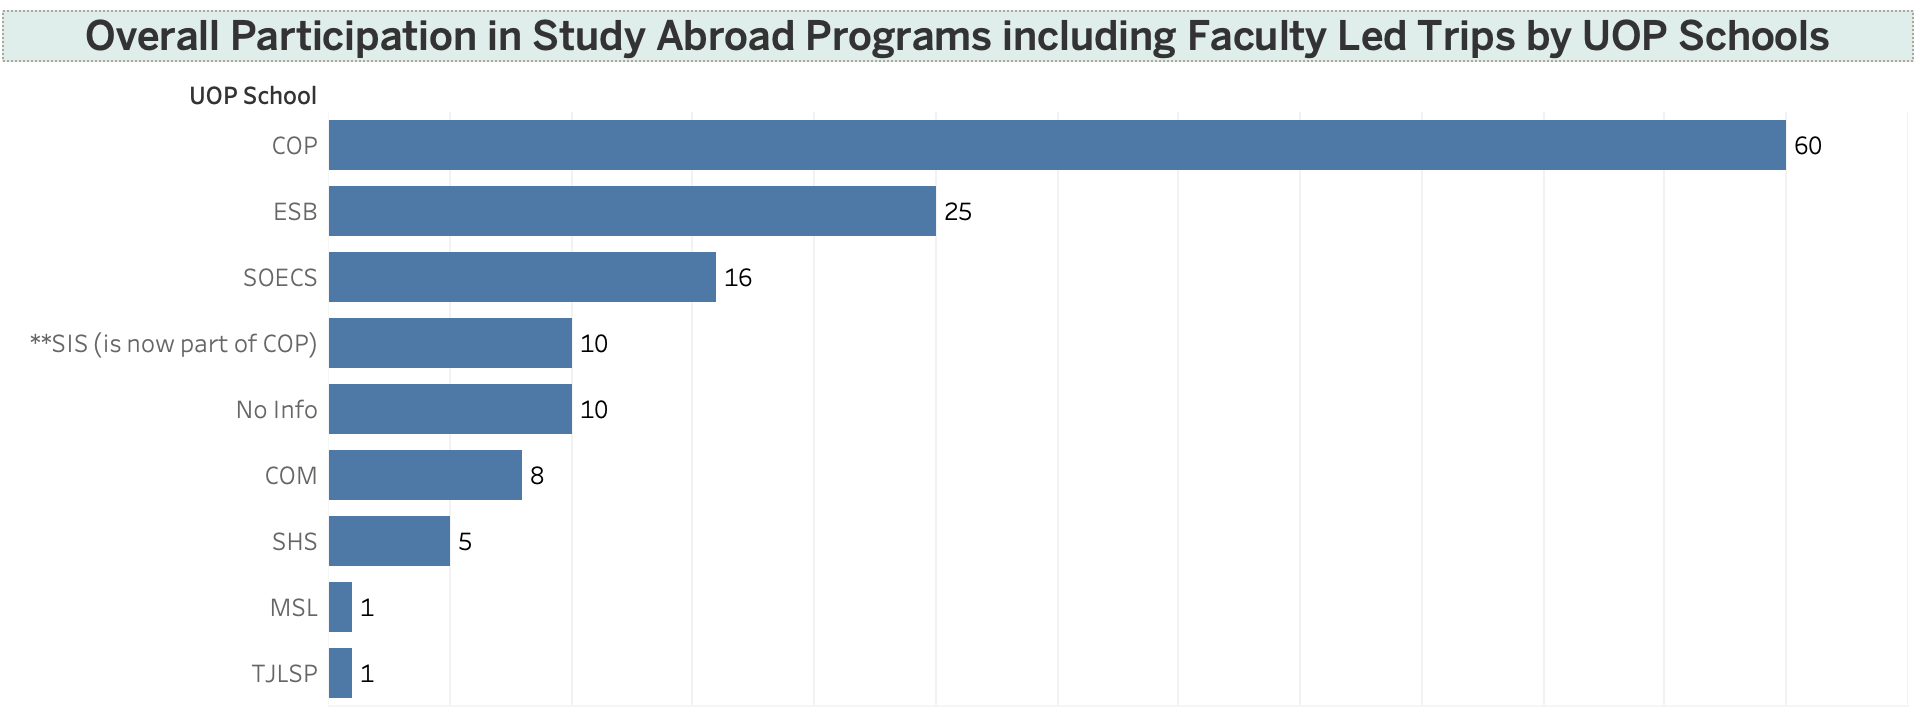 Overall Participation in Study Abroad Programs including Faculty Led Trips by UOP Schools
UOP School
COP 60
ESB 25
SOECS 16
**SIS (is now part of COP) 10
No Info 10
COM 8
SHS 5
MSL 1
TJLSP 1